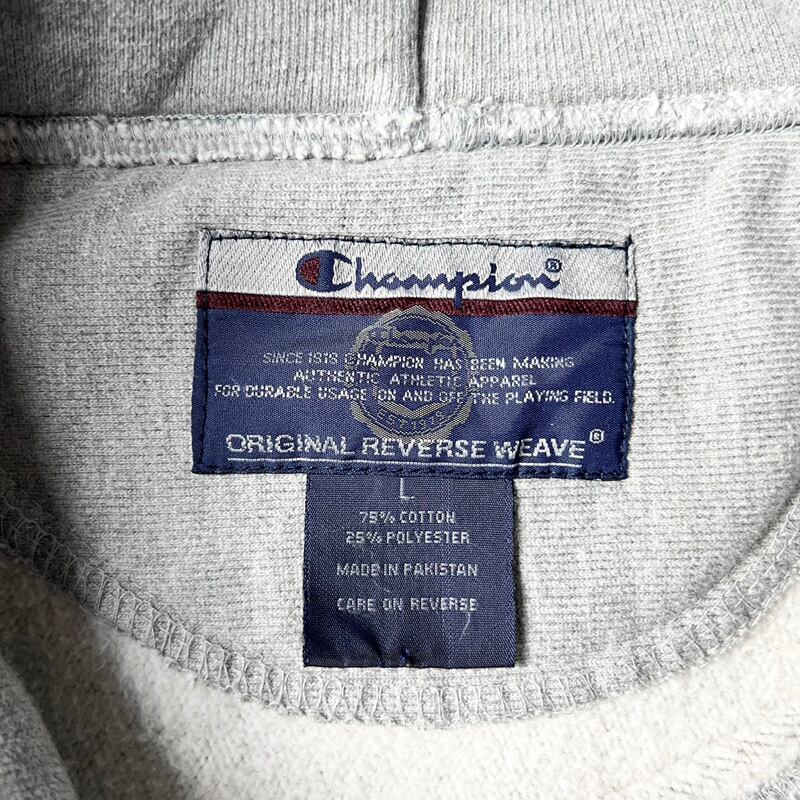 Champion®
SINCE 1919 CHAMPION HAS BEEN MAKING
AUTHENTIC ATHLETIC APPAREL
FOR DURABLE USAGE ON AND OFF THE PLAYING FIELD.
ORIGINAL REVERSE WEAVE®
L
75% COTTON
25% POLYESTER
MADE IN PAKISTAN
CARE ON REVERSE